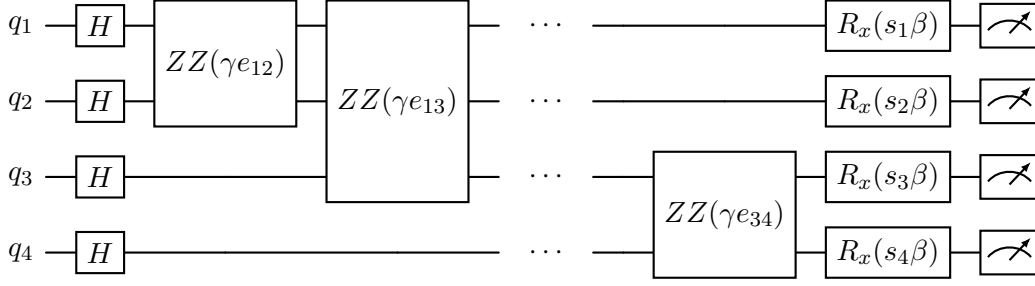 q₁ H ZZ(γe₁₂) ZZ(γe₁₃) ⋯ Rₓ(s₁β)
q₂ H ⋯ Rₓ(s₂β)
q₃ H ⋯ ZZ(γe₃₄) Rₓ(s₃β)
q₄ H ⋯ Rₓ(s₄β)